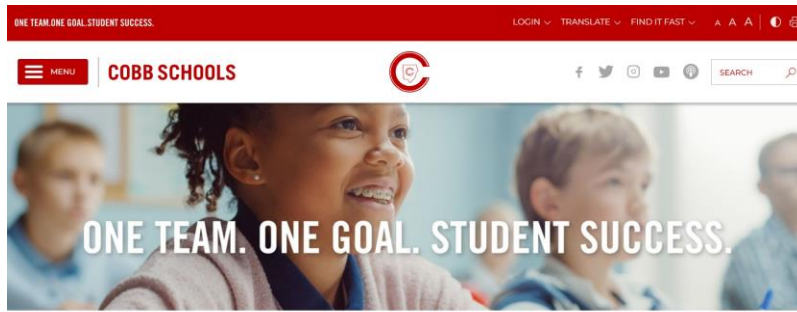 ONE TEAM.ONE GOAL.STUDENT SUCCESS.
LOGIN TRANSLATE FIND IT FAST A A A
MENU
COBB SCHOOLS
C
SEARCH
ONE TEAM. ONE GOAL. STUDENT SUCCESS.